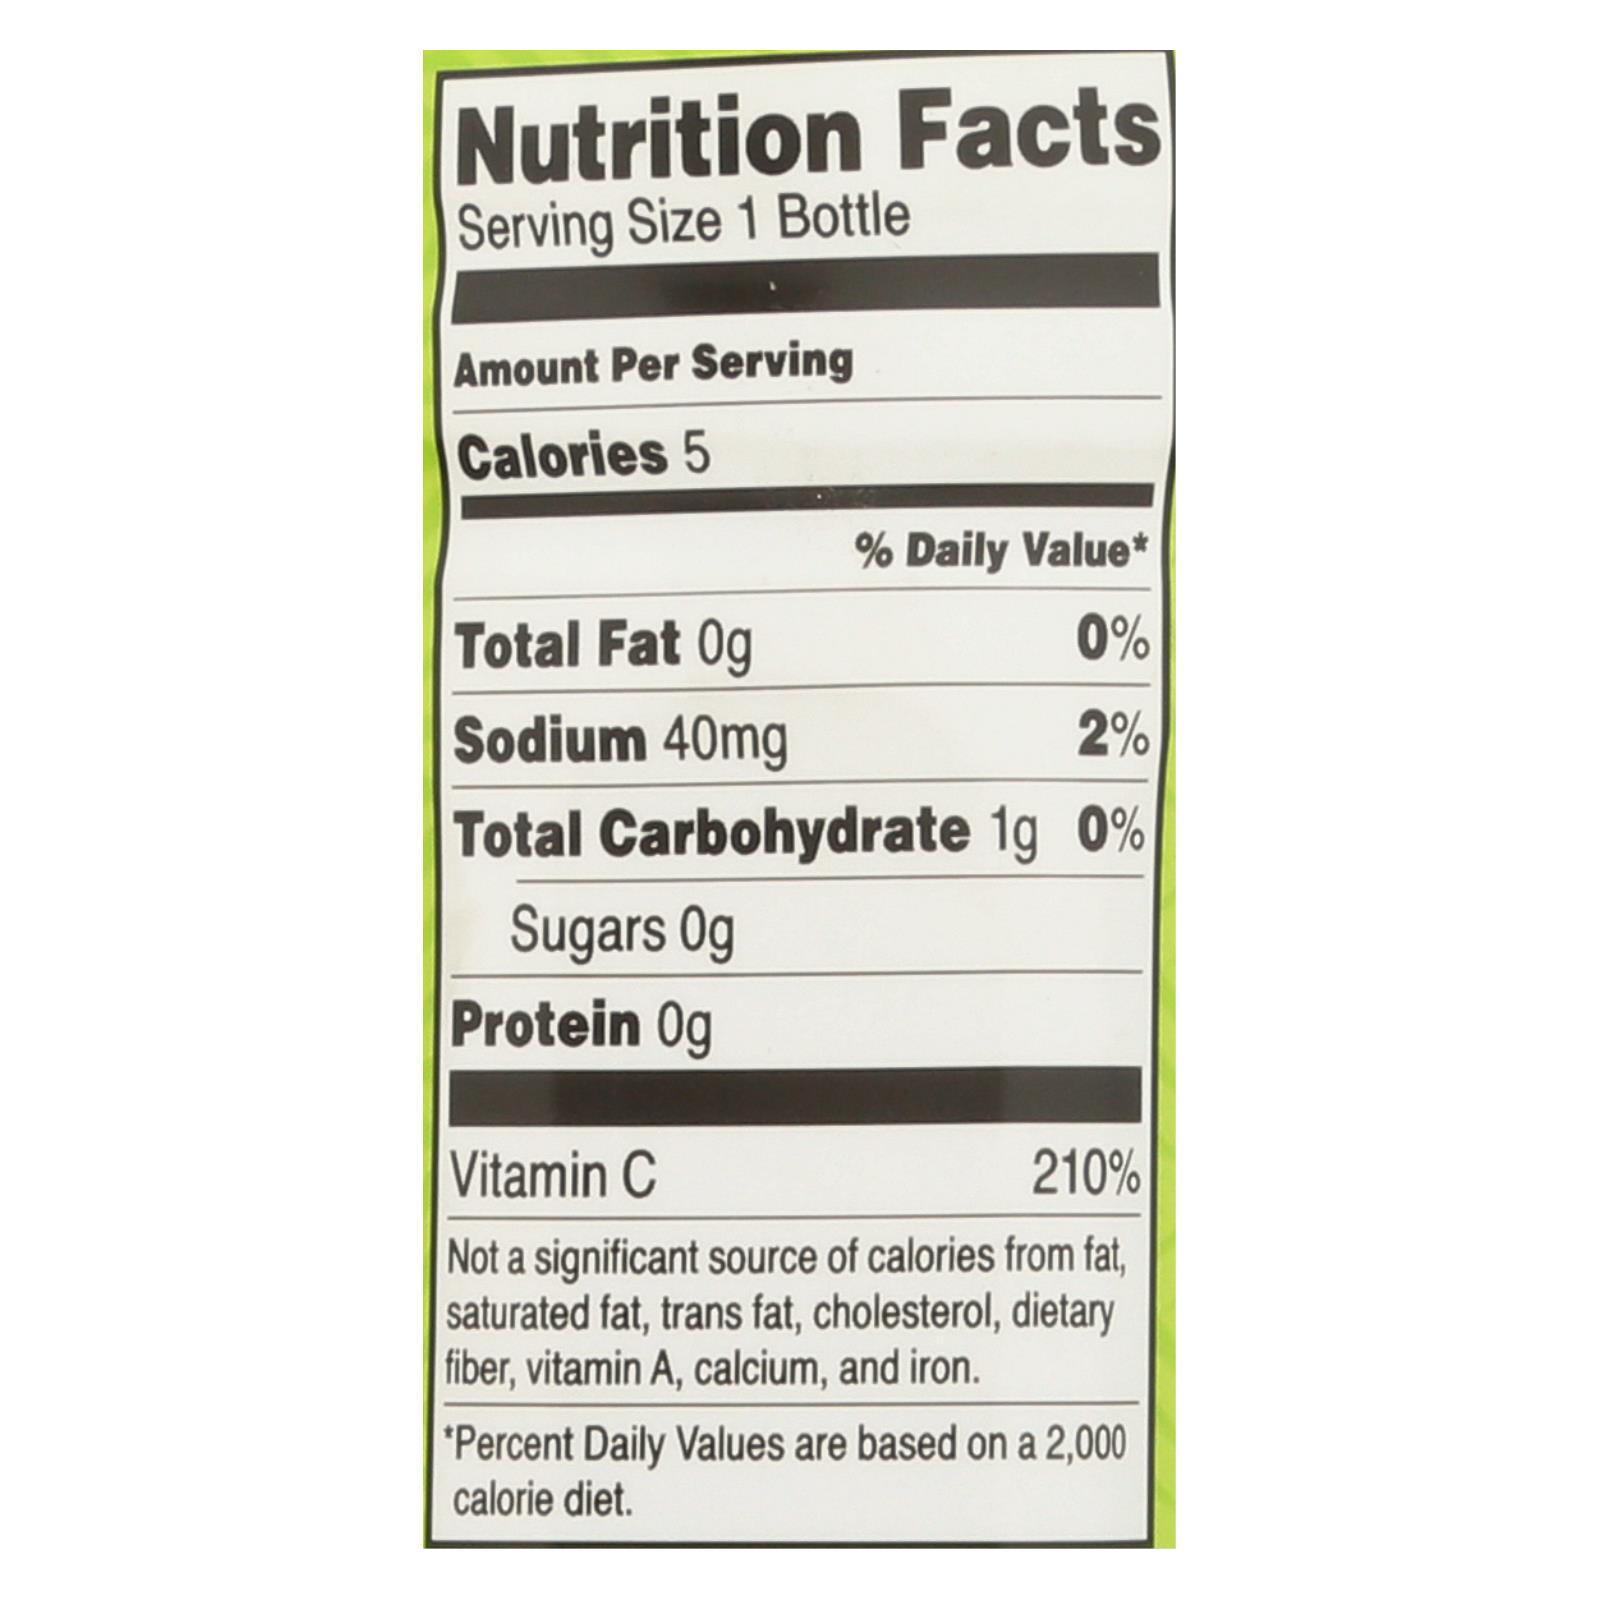 Nutrition Facts
Serving Size 1 Bottle
Amount Per Serving
Calories 5
% Daily Value*
Total Fat 0g 0%
Sodium 40mg 2%
Total Carbohydrate 1g 0%
Sugars 0g
Protein 0g
Vitamin C 210%
Not a significant source of calories from fat,
saturated fat, trans fat, cholesterol, dietary
fiber, vitamin A, calcium, and iron.
*Percent Daily Values are based on a 2,000
calorie diet.